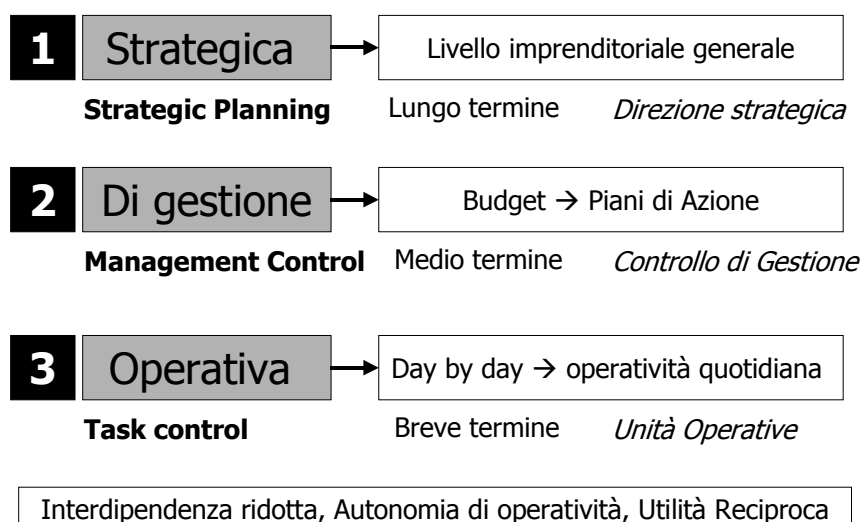 1 Strategica → Livello imprenditoriale generale
Strategic Planning Lungo termine Direzione strategica
2 Di gestione → Budget → Piani di Azione
Management Control Medio termine Controllo di Gestione
3 Operativa → Day by day → operatività quotidiana
Task control Breve termine Unità Operative
Interdipendenza ridotta, Autonomia di operatività, Utilità Reciproca